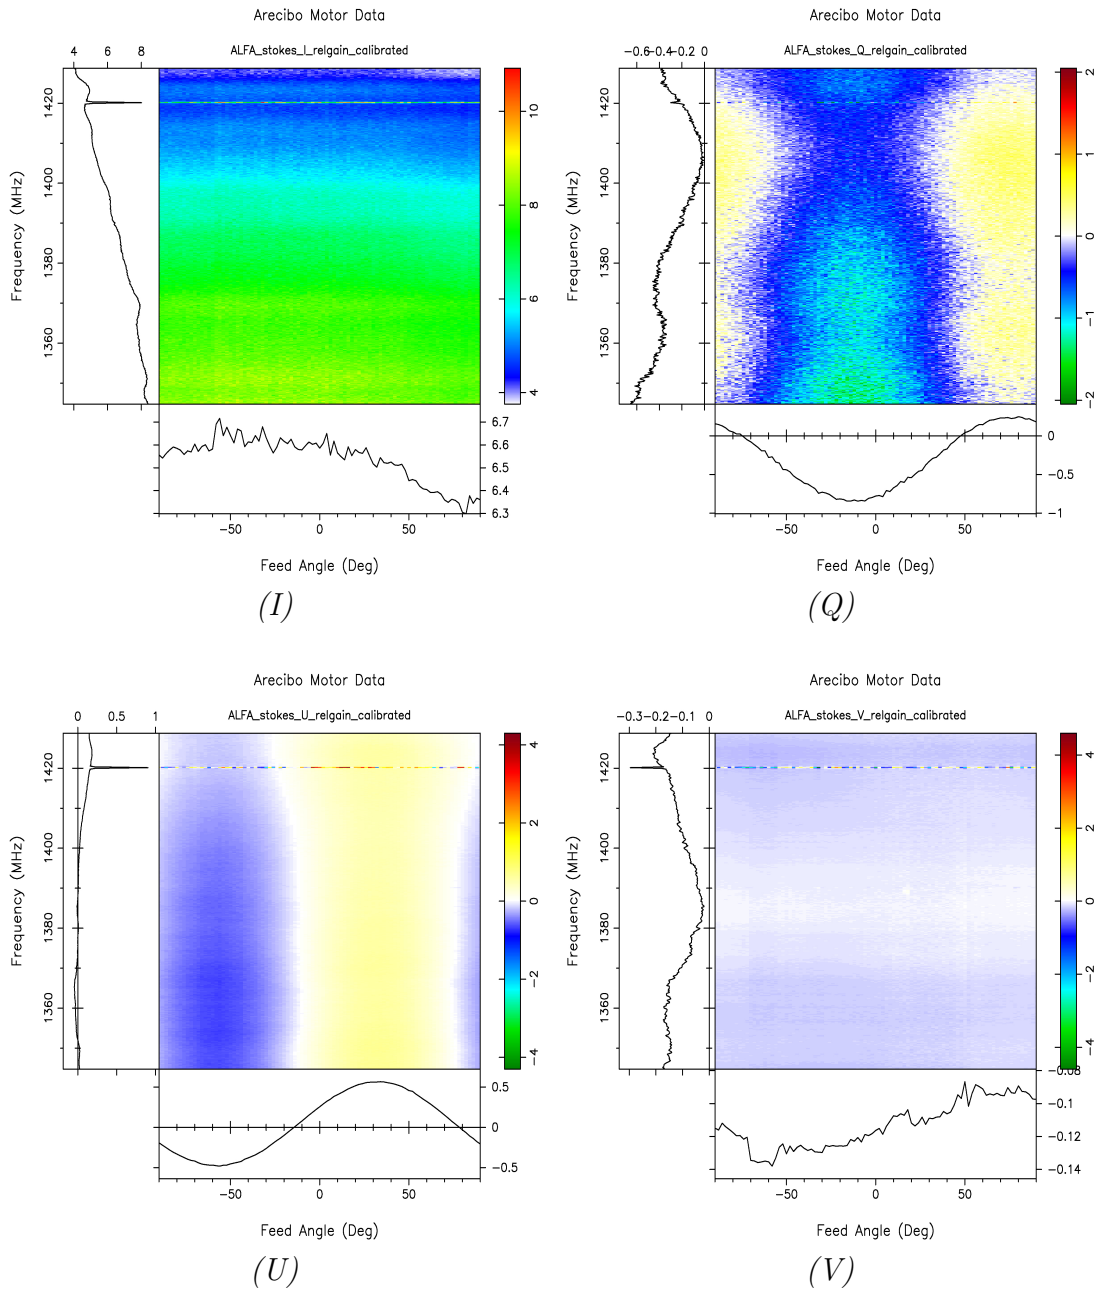 Arecibo Motor Data
ALFA_stokes_I_relgain_calibrated
4 6 8
Frequency (MHz)
1420
1400
1380
1360
10
8
6
4
6.7
6.6
6.5
6.4
6.3
−50 0 50
Feed Angle (Deg)
(I)
Arecibo Motor Data
ALFA_stokes_Q_relgain_calibrated
−0.6−0.4−0.2 0
Frequency (MHz)
1420
1400
1380
1360
2
1
0
−1
−2
0
−0.5
−1
−50 0 50
Feed Angle (Deg)
(Q)
Arecibo Motor Data
ALFA_stokes_U_relgain_calibrated
0 0.5 1
Frequency (MHz)
1420
1400
1380
1360
4
2
0
−2
−4
0.5
0
−0.5
−50 0 50
Feed Angle (Deg)
(U)
Arecibo Motor Data
ALFA_stokes_V_relgain_calibrated
−0.3−0.2−0.1 0
Frequency (MHz)
1420
1400
1380
1360
4
2
0
−2
−4
−0.08
−0.1
−0.12
−0.14
−50 0 50
Feed Angle (Deg)
(V)